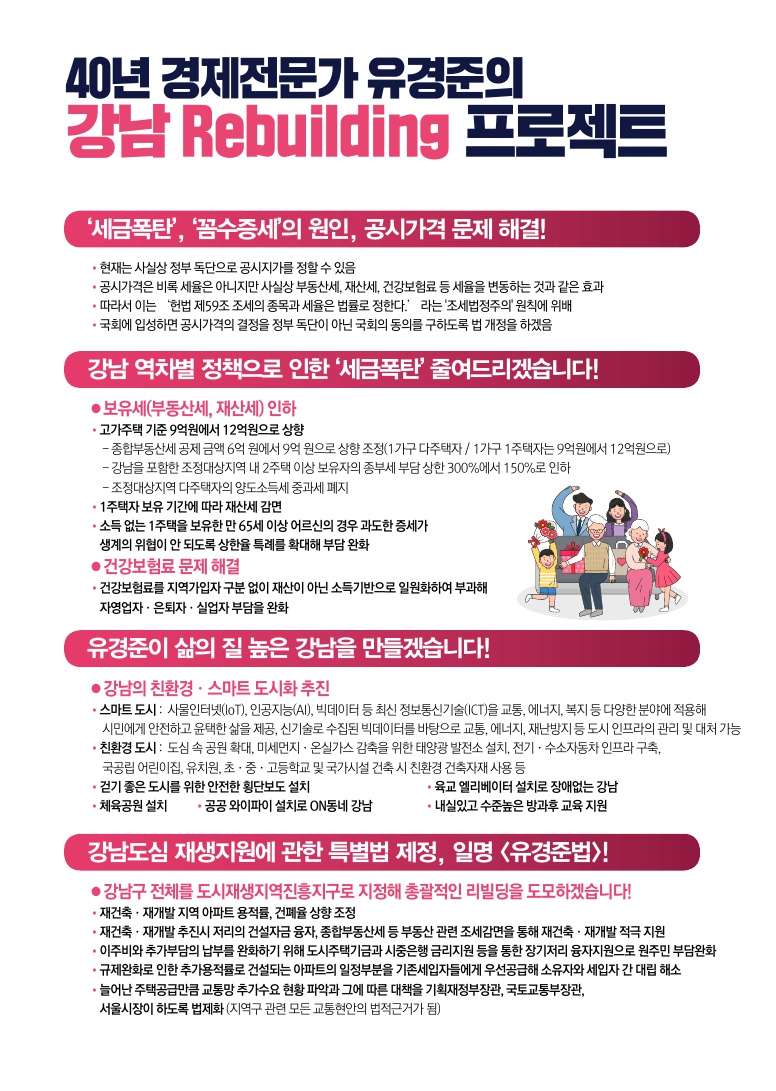 40년 경제전문가 유경준의
강남 Rebuilding 프로젝트
‘세금폭탄’, ‘꼼수증세’의 원인, 공시가격 문제 해결!
• 현재는 사실상 정부 독단으로 공시지가를 정할 수 있음
• 공시가격은 비록 세율은 아니지만 사실상 부동산세, 재산세, 건강보험료 등 세율을 변동하는 것과 같은 효과
• 따라서 이는 ‘헌법 제59조 조세의 종목과 세율은 법률로 정한다.’ 라는 '조세법정주의' 원칙에 위배
• 국회에 입성하면 공시가격의 결정을 정부 독단이 아닌 국회의 동의를 구하도록 법 개정을 하겠음
강남 역차별 정책으로 인한 ‘세금폭탄’ 줄여드리겠습니다!
● 보유세(부동산세, 재산세) 인하
• 고가주택 기준 9억원에서 12억원으로 상향
– 종합부동산세 공제 금액 6억 원에서 9억 원으로 상향 조정(1가구 다주택자 / 1가구 1주택자는 9억원에서 12억원으로)
– 강남을 포함한 조정대상지역 내 2주택 이상 보유자의 종부세 부담 상한 300%에서 150%로 인하
– 조정대상지역 다주택자의 양도소득세 중과세 폐지
• 1주택자 보유 기간에 따라 재산세 감면
• 소득 없는 1주택을 보유한 만 65세 이상 어르신의 경우 과도한 증세가
생계의 위협이 안 되도록 상한율 특례를 확대해 부담 완화
● 건강보험료 문제 해결
• 건강보험료를 지역가입자 구분 없이 재산이 아닌 소득기반으로 일원화하여 부과해
자영업자 · 은퇴자 · 실업자 부담을 완화
유경준이 삶의 질 높은 강남을 만들겠습니다!
● 강남의 친환경 · 스마트 도시화 추진
• 스마트 도시 : 사물인터넷(IoT), 인공지능(AI), 빅데이터 등 최신 정보통신기술(ICT)을 교통, 에너지, 복지 등 다양한 분야에 적용해
시민에게 안전하고 윤택한 삶을 제공, 신기술로 수집된 빅데이터를 바탕으로 교통, 에너지, 재난방지 등 도시 인프라의 관리 및 대처 가능
• 친환경 도시 : 도심 속 공원 확대, 미세먼지 · 온실가스 감축을 위한 태양광 발전소 설치, 전기 · 수소자동차 인프라 구축,
국공립 어린이집, 유치원, 초 · 중 · 고등학교 및 국가시설 건축 시 친환경 건축자재 사용 등
• 걷기 좋은 도시를 위한 안전한 횡단보도 설치 • 육교 엘리베이터 설치로 장애없는 강남
• 체육공원 설치 • 공공 와이파이 설치로 ON동네 강남 • 내실있고 수준높은 방과후 교육 지원
강남도심 재생지원에 관한 특별법 제정, 일명 〈유경준법〉!
● 강남구 전체를 도시재생지역진흥지구로 지정해 총괄적인 리빌딩을 도모하겠습니다!
• 재건축 · 재개발 지역 아파트 용적률, 건폐율 상향 조정
• 재건축 · 재개발 추진시 저리의 건설자금 융자, 종합부동산세 등 부동산 관련 조세감면을 통해 재건축 · 재개발 적극 지원
• 이주비와 추가부담의 납부를 완화하기 위해 도시주택기금과 시중은행 금리지원 등을 통한 장기저리 융자지원으로 원주민 부담완화
• 규제완화로 인한 추가용적률로 건설되는 아파트의 일정부분을 기존세입자들에게 우선공급해 소유자와 세입자 간 대립 해소
• 늘어난 주택공급만큼 교통망 추가수요 현황 파악과 그에 따른 대책을 기획재정부장관, 국토교통부장관,
서울시장이 하도록 법제화 (지역구 관련 모든 교통현안의 법적근거가 됨)